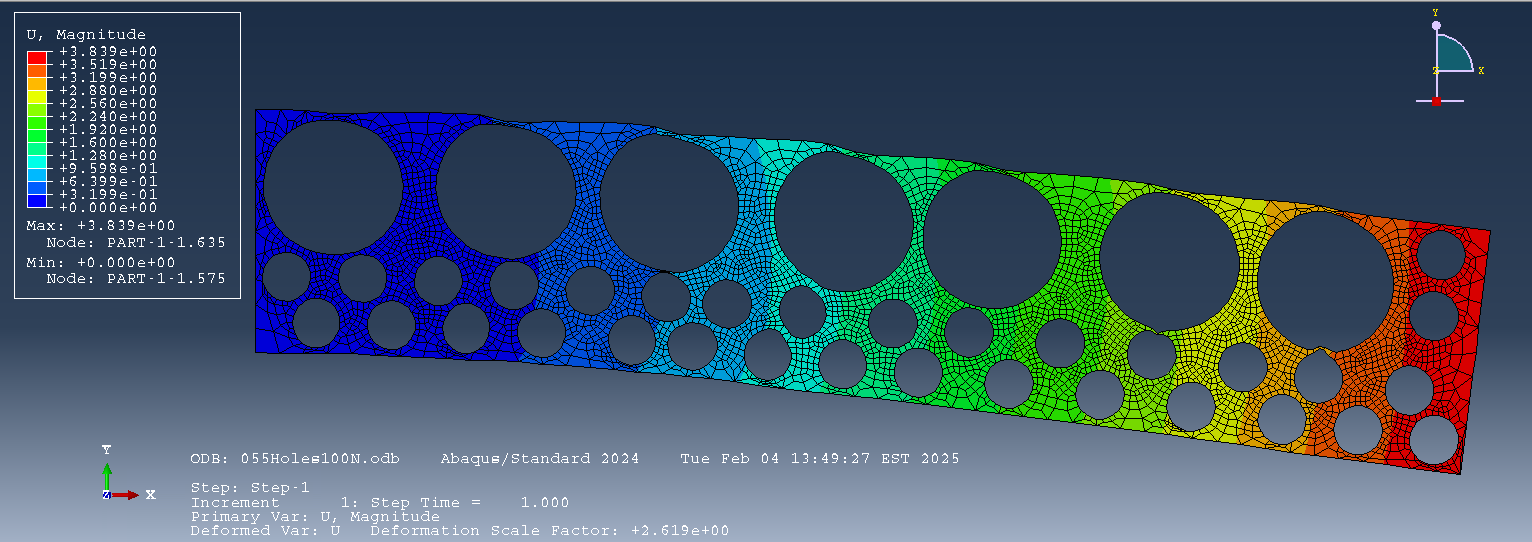 U, Magnitude
+3.839e+00
+3.519e+00
+3.199e+00
+2.880e+00
+2.560e+00
+2.240e+00
+1.920e+00
+1.600e+00
+1.280e+00
+9.598e-01
+6.399e-01
+3.199e-01
+0.000e+00
Max: +3.839e+00
Node: PART-1-1.635
Min: +0.000e+00
Node: PART-1-1.575
Y
Z X
Y
Z X
ODB: 055Holes100N.odb Abaqus/Standard 2024 Tue Feb 04 13:49:27 EST 2025
Step: Step-1
Increment 1: Step Time = 1.000
Primary Var: U, Magnitude
Deformed Var: U Deformation Scale Factor: +2.619e+00